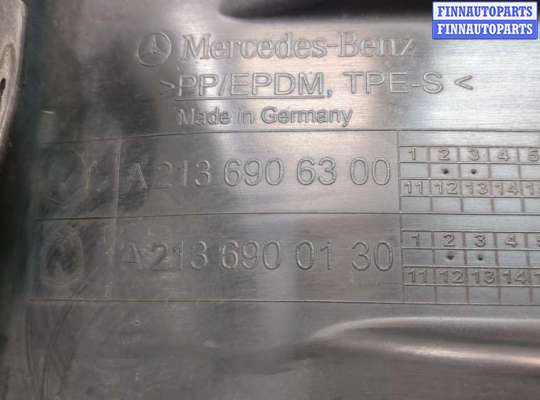 FINNAUTOPARTS
FINNAUTOPARTS
Mercedes-Benz
>PP/EPDM, TPE-S<
Made in Germany
A 213 690 63 00
1 2 3 4 5
11 12 13 14
A 213 690 01 30
1 2 3 4
11 12 13 14